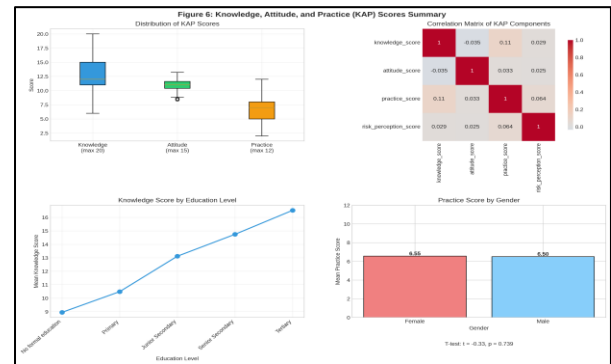 Figure 6: Knowledge, Attitude, and Practice (KAP) Scores Summary
Distribution of KAP Scores
Score
20.0
17.5
15.0
12.5
10.0
7.5
5.0
2.5
Knowledge
(max 20)
Attitude
(max 15)
Practice
(max 12)
Correlation Matrix of KAP Components
knowledge_score
attitude_score
practice_score
risk_perception_score
1 -0.035 0.11 0.029
-0.035 1 0.033 0.025
0.11 0.033 1 0.064
0.029 0.025 0.064 1
knowledge_score
attitude_score
practice_score
risk_perception_score
1.0
0.8
0.6
0.4
0.2
0.0
Knowledge Score by Education Level
Mean Knowledge Score
16
15
14
13
12
11
10
9
No formal education
Primary
Junior Secondary
Senior Secondary
Tertiary
Education Level
Practice Score by Gender
Mean Practice Score
12
10
8
6
4
2
0
6.55
6.50
Female
Male
Gender
T-test: t = -0.33, p = 0.739